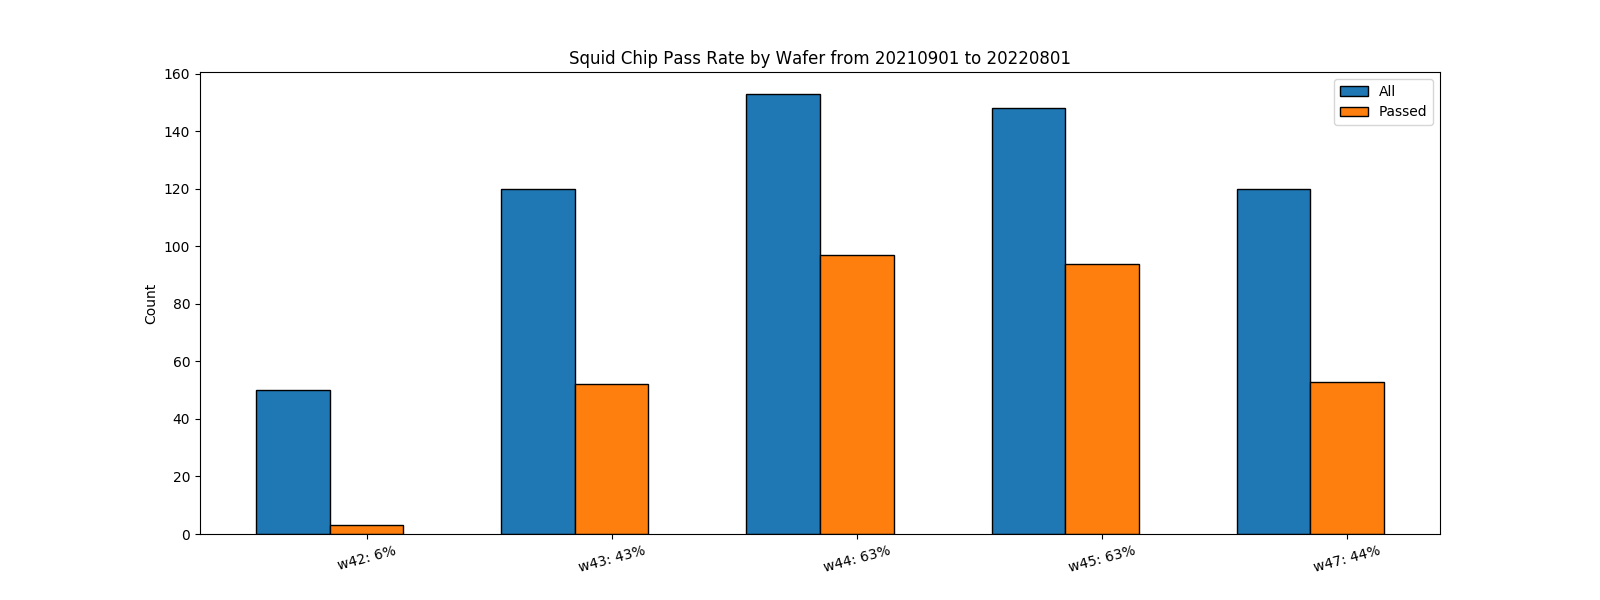 Squid Chip Pass Rate by Wafer from 20210901 to 20220801
160
140
120
100
80
60
40
20
0
Count
All
Passed
w42: 6%
w43: 43%
w44: 63%
w45: 63%
w47: 44%